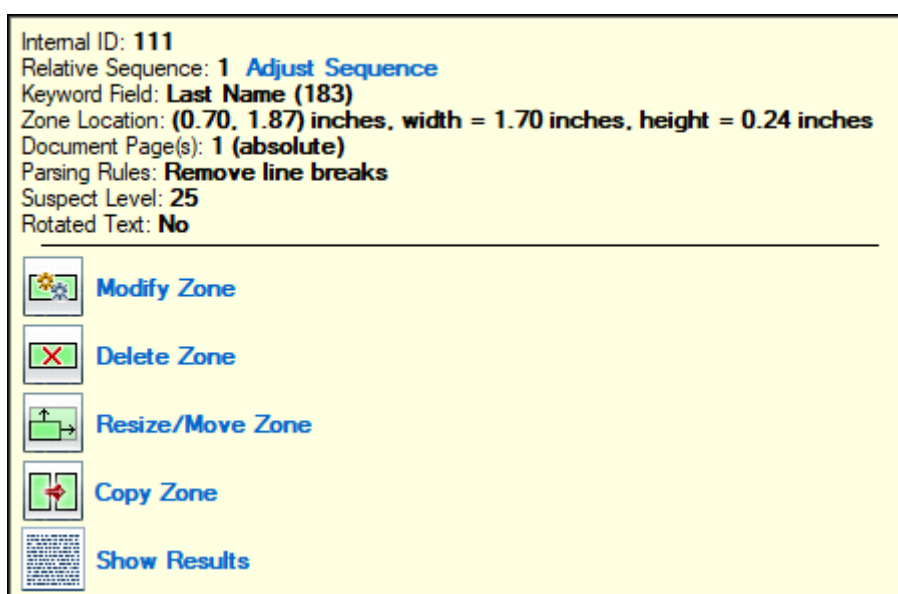 Internal ID: 111
Relative Sequence: 1 Adjust Sequence
Keyword Field: Last Name (183)
Zone Location: (0.70, 1.87) inches, width = 1.70 inches, height = 0.24 inches
Document Page(s): 1 (absolute)
Parsing Rules: Remove line breaks
Suspect Level: 25
Rotated Text: No
Modify Zone
Delete Zone
Resize/Move Zone
Copy Zone
Show Results